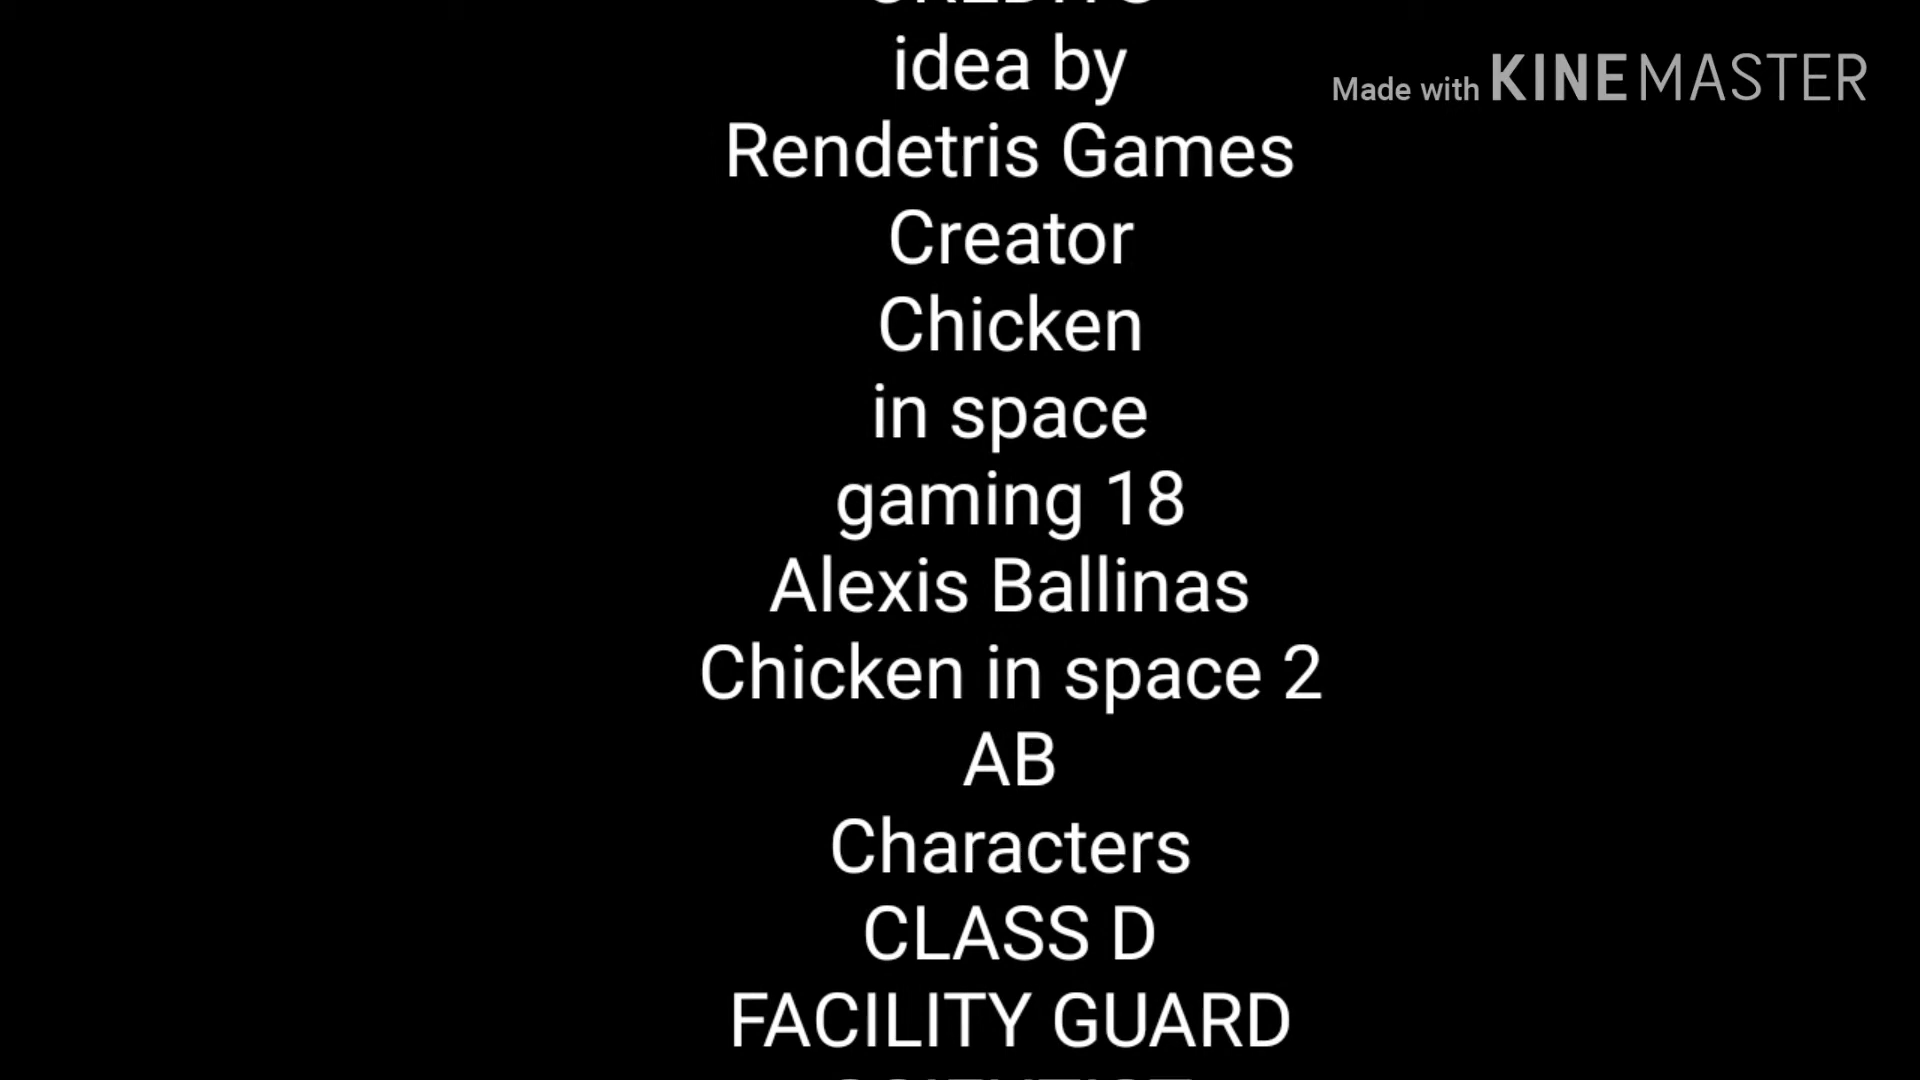 CREDITS
idea by
Made with KINEMASTER
Rendetris Games
Creator
Chicken
in space
gaming 18
Alexis Ballinas
Chicken in space 2
AB
Characters
CLASS D
FACILITY GUARD